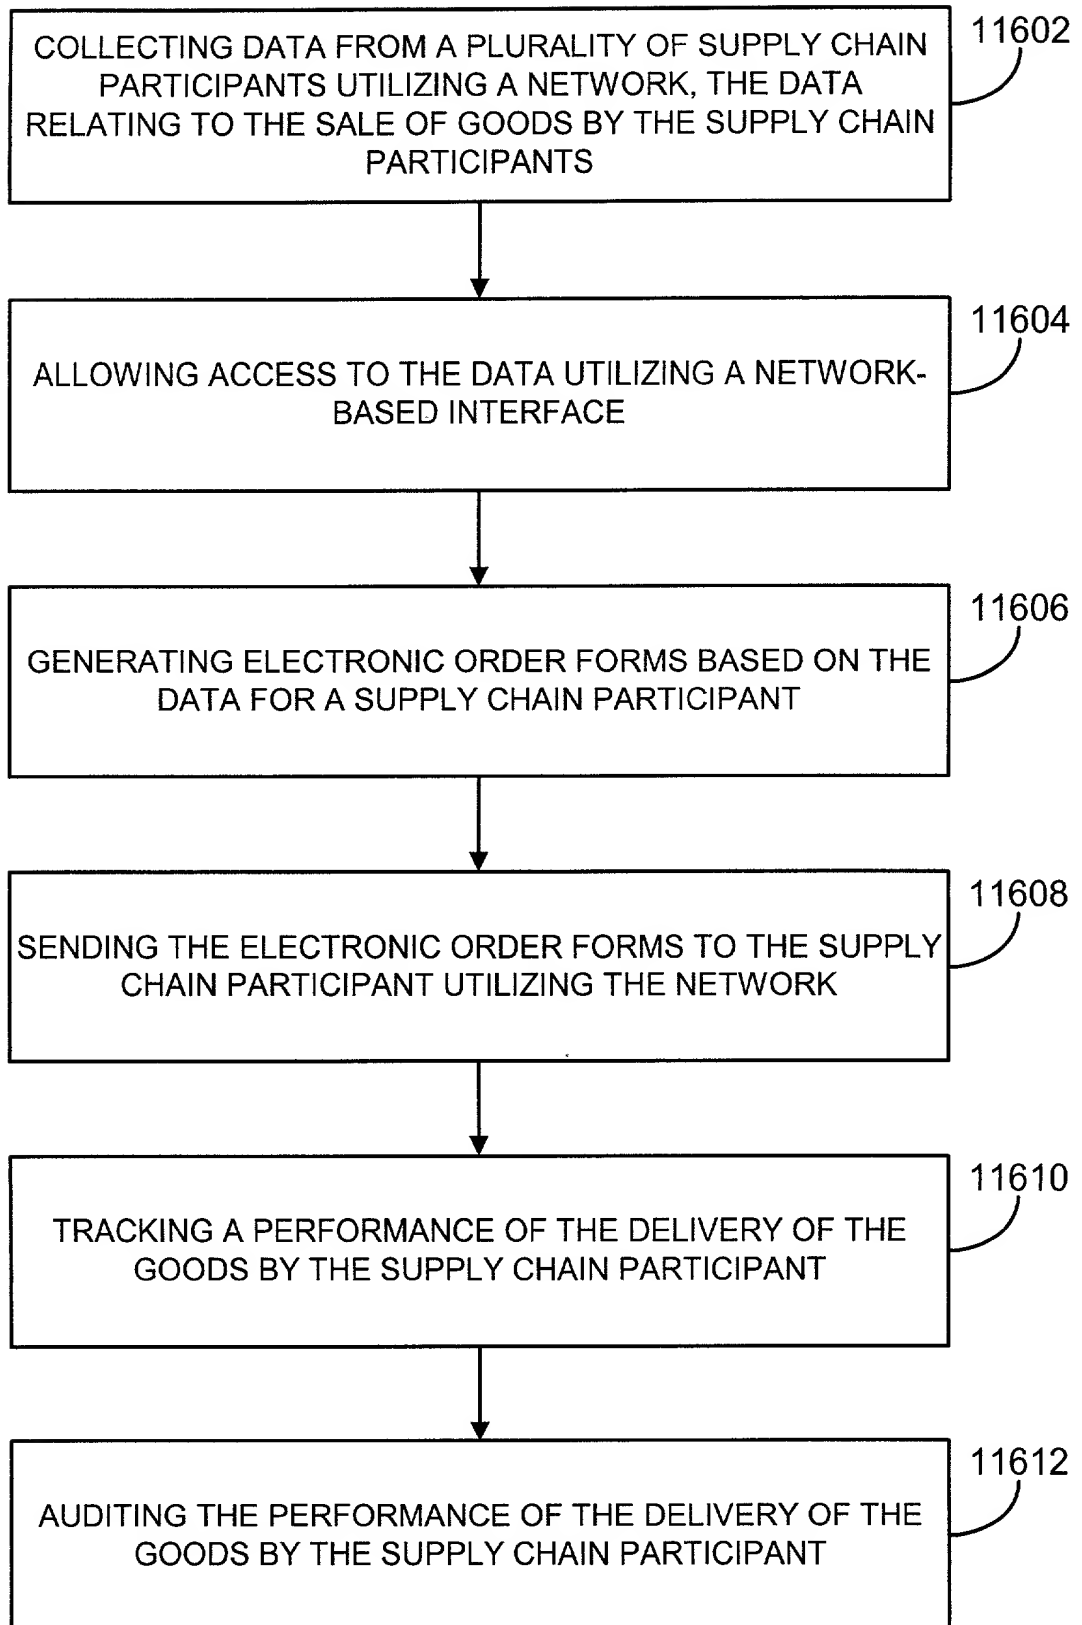 11602
COLLECTING DATA FROM A PLURALITY OF SUPPLY CHAIN
PARTICIPANTS UTILIZING A NETWORK, THE DATA
RELATING TO THE SALE OF GOODS BY THE SUPPLY CHAIN
PARTICIPANTS
11604
ALLOWING ACCESS TO THE DATA UTILIZING A NETWORK-
BASED INTERFACE
11606
GENERATING ELECTRONIC ORDER FORMS BASED ON THE
DATA FOR A SUPPLY CHAIN PARTICIPANT
11608
SENDING THE ELECTRONIC ORDER FORMS TO THE SUPPLY
CHAIN PARTICIPANT UTILIZING THE NETWORK
11610
TRACKING A PERFORMANCE OF THE DELIVERY OF THE
GOODS BY THE SUPPLY CHAIN PARTICIPANT
11612
AUDITING THE PERFORMANCE OF THE DELIVERY OF THE
GOODS BY THE SUPPLY CHAIN PARTICIPANT